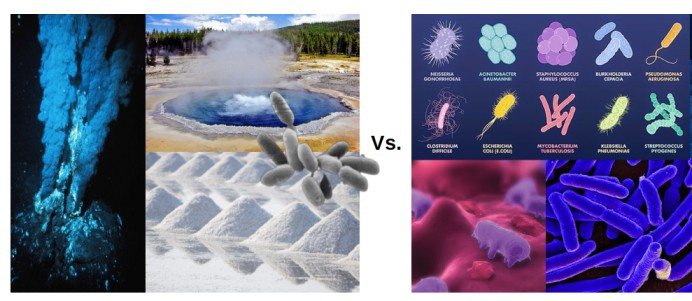 Vs.
NEISSERIA
GONORRHOEAE
ACINETOBACTER
BAUMANNII
STAPHYLOCOCCUS
AUREUS (MRSA)
BURKHOLDERIA
CEPACIA
PSEUDOMONAS
AERUGINOSA
CLOSTRIDIUM
DIFFICILE
ESCHERICHIA
COLI (E.COLI)
MYCOBACTERIUM
TUBERCULOSIS
KLEBSIELLA
PNEUMONIAE
STREPTOCOCCUS
PYOGENES